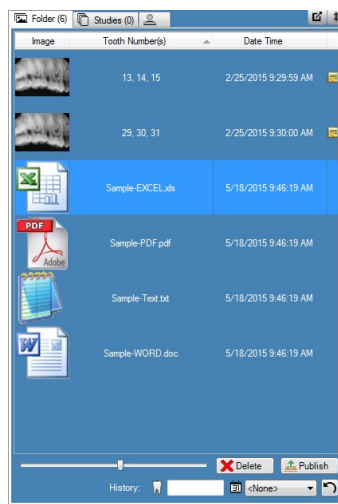 Folder (6) Studies (0)
Image Tooth Number(s) Date Time
13, 14, 15 2/25/2015 9:29:59 AM
29, 30, 31 2/25/2015 9:30:00 AM
Sample-EXCEL.xls 5/18/2015 9:46:19 AM
PDF
Adobe
Sample-PDF.pdf 5/18/2015 9:46:19 AM
Sample-Text.txt 5/18/2015 9:46:19 AM
W
Sample-WORD.doc 5/18/2015 9:46:19 AM
Delete Publish
History: 31 <None>